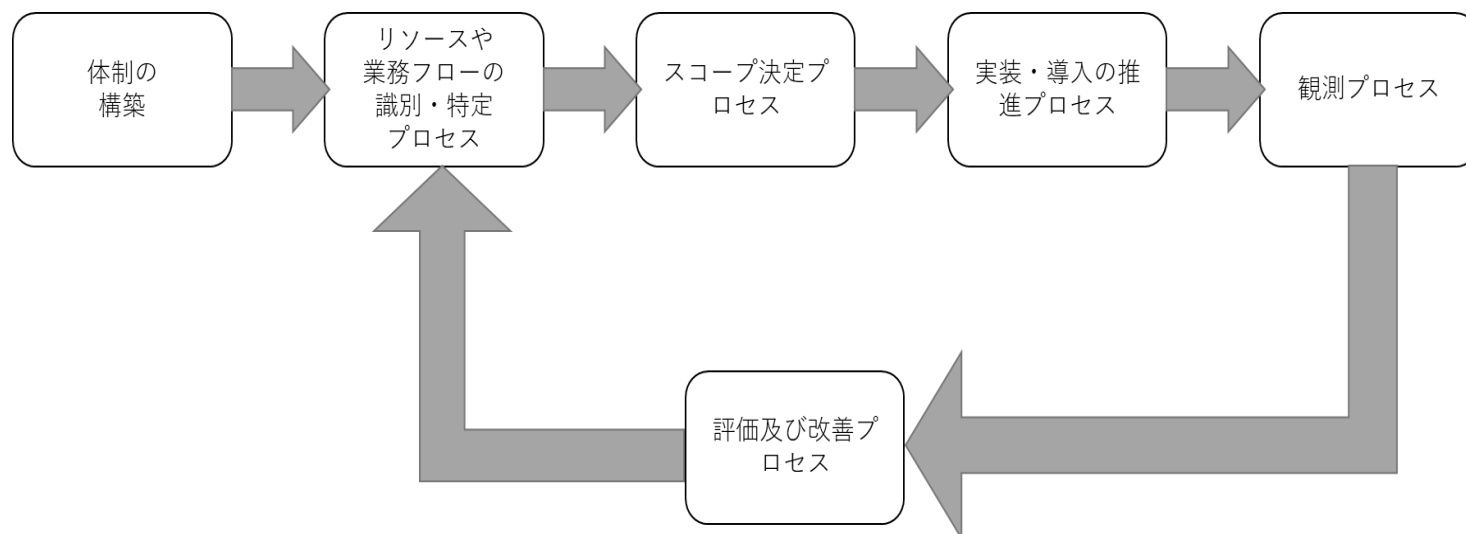 体制の
構築
リソースや
業務フローの
識別・特定
プロセス
スコープ決定プ
ロセス
実装・導入の推
進プロセス
観測プロセス
評価及び改善プ
ロセス